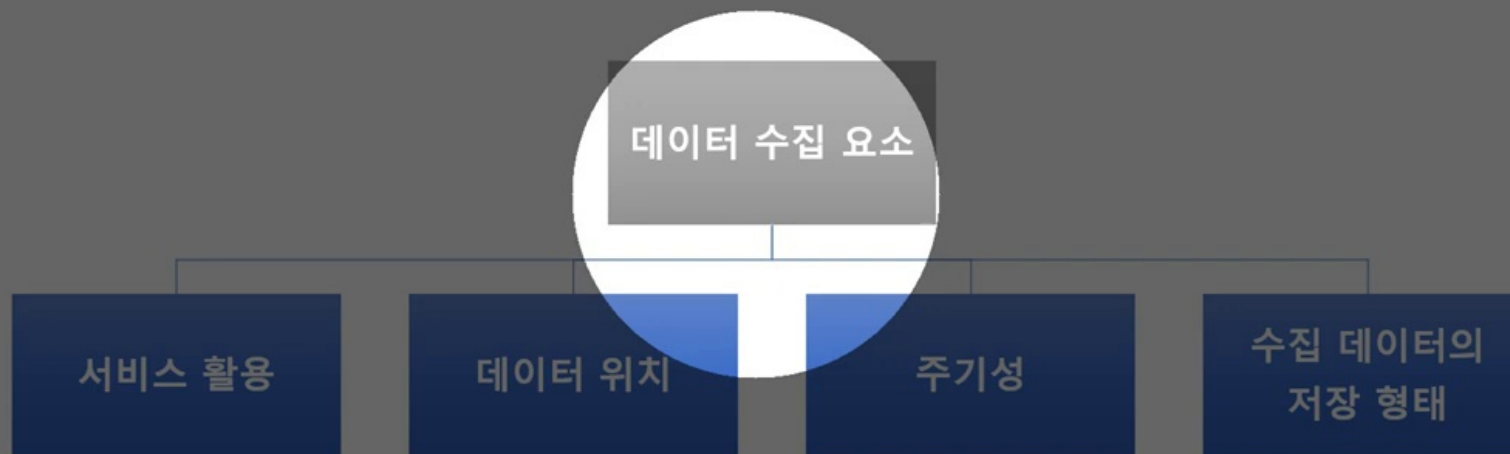 데이터 수집 요소
서비스 활용
데이터 위치
주기성
수집 데이터의
저장 형태